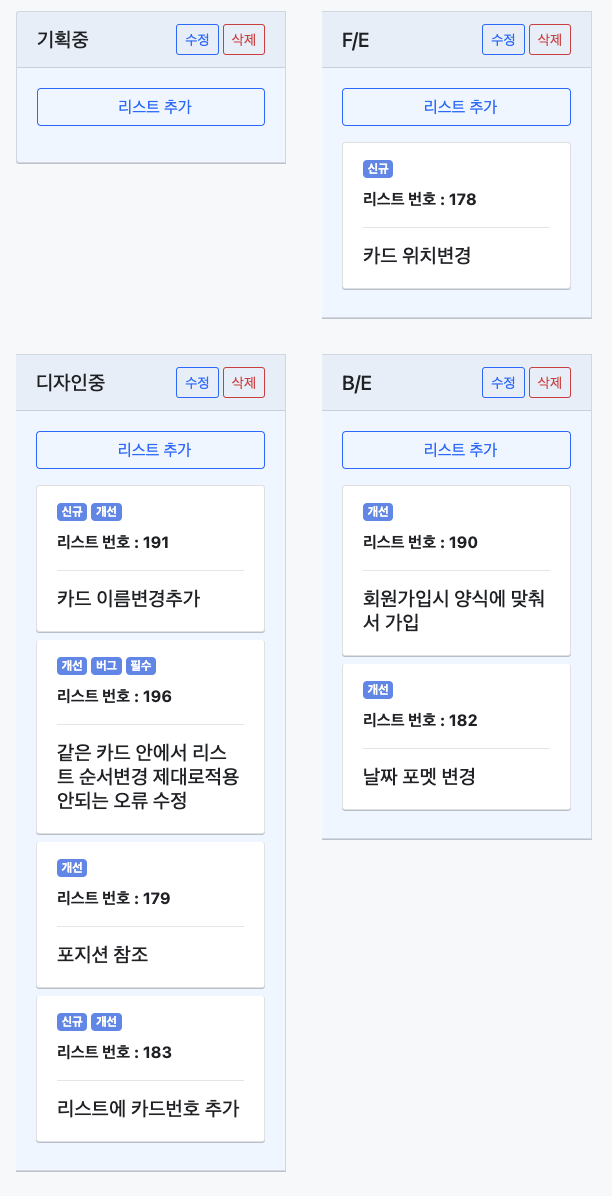 기획중
수정 삭제
리스트 추가
F/E
수정 삭제
리스트 추가
신규
리스트 번호 : 178
카드 위치변경
디자인중
수정 삭제
리스트 추가
신규 개선
리스트 번호 : 191
카드 이름변경추가
개선 버그 필수
리스트 번호 : 196
같은 카드 안에서 리스
트 순서변경 제대로적용
안되는 오류 수정
개선
리스트 번호 : 179
포지션 참조
신규 개선
리스트 번호 : 183
리스트에 카드번호 추가
B/E
수정 삭제
리스트 추가
개선
리스트 번호 : 190
회원가입시 양식에 맞춰
서 가입
개선
리스트 번호 : 182
날짜 포멧 변경